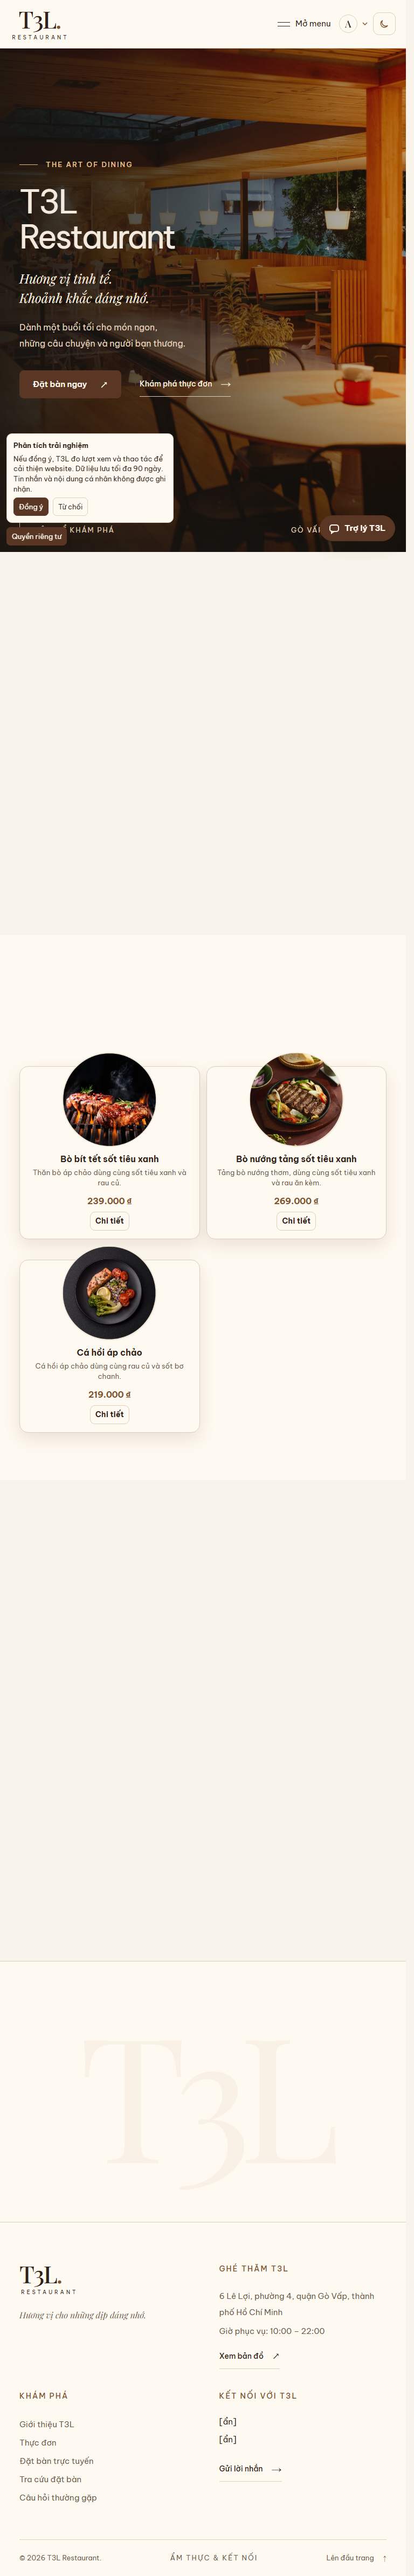 T3L.
RESTAURANT
Mở menu
A
THE ART OF DINING
T3L
Restaurant
Hương vị tinh tế.
Khoảnh khắc đáng nhớ.
Dành một buổi tối cho món ngon,
những câu chuyện và người bạn thương.
Đặt bàn ngay ↗
Khám phá thực đơn →
Phân tích trải nghiệm
Nếu đồng ý, T3L đo lượt xem và thao tác để
cải thiện website. Dữ liệu lưu tối đa 90 ngày.
Tin nhắn và nội dung cá nhân không được ghi
nhận.
Đồng ý
Từ chối
KHÁM PHÁ
GÒ VẤP
Trợ lý T3L
Quyền riêng tư
Bò bít tết sốt tiêu xanh
Thăn bò áp chảo dùng cùng sốt tiêu xanh và
rau củ.
239.000 ₫
Chi tiết
Bò nướng tảng sốt tiêu xanh
Tảng bò nướng thơm, dùng cùng sốt tiêu xanh
và rau ăn kèm.
269.000 ₫
Chi tiết
Cá hồi áp chảo
Cá hồi áp chảo dùng cùng rau củ và sốt bơ
chanh.
219.000 ₫
Chi tiết
T3L
T3L.
RESTAURANT
Hương vị cho những dịp đáng nhớ.
GHÉ THĂM T3L
6 Lê Lợi, phường 4, quận Gò Vấp, thành
phố Hồ Chí Minh
Giờ phục vụ: 10:00 – 22:00
Xem bản đồ ↗
KHÁM PHÁ
Giới thiệu T3L
Thực đơn
Đặt bàn trực tuyến
Tra cứu đặt bàn
Câu hỏi thường gặp
KẾT NỐI VỚI T3L
[ẩn]
[ẩn]
Gửi lời nhắn →
© 2026 T3L Restaurant.
ẨM THỰC & KẾT NỐI
Lên đầu trang ↑